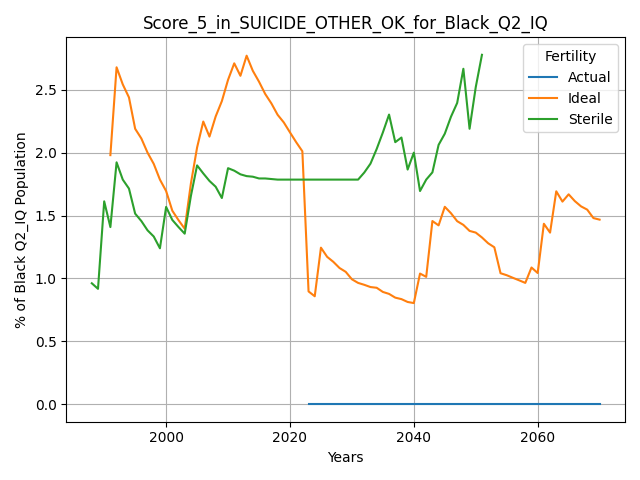 Score_5_in_SUICIDE_OTHER_OK_for_Black_Q2_IQ
Fertility
Actual
Ideal
Sterile
% of Black Q2_IQ Population
2.5
2.0
1.5
1.0
0.5
0.0
2000 2020 2040 2060
Years